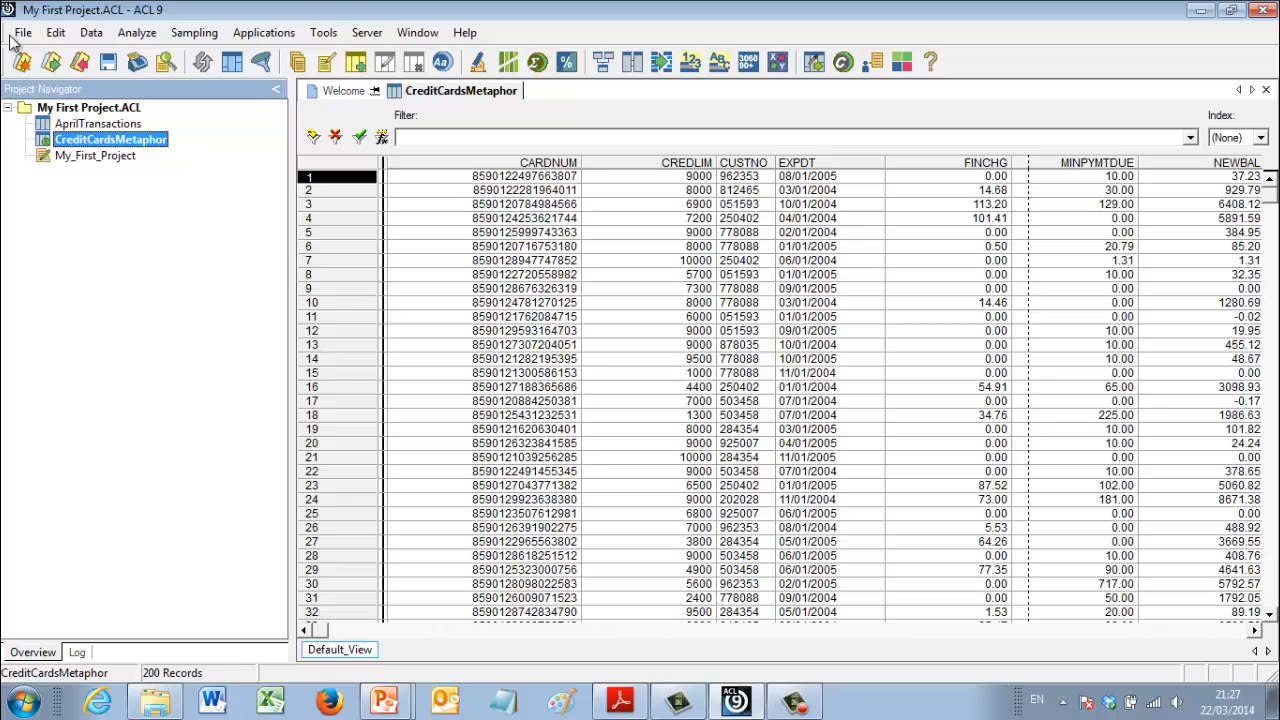 My First Project.ACL - ACL 9
File Edit Data Analyze Sampling Applications Tools Server Window Help
Project Navigator
My First Project.ACL
AprilTransactions
CreditCardsMetaphor
My_First_Project
Overview Log
Welcome CreditCardsMetaphor
Filter: Index:
(None)
CARDNUM CREDLIM CUSTNO EXPDT FINCHG MINPYMTDUE NEWBAL
1 8590122497663807 9000 962353 08/01/2005 0.00 10.00 37.23
2 8590122281964011 8000 812465 03/01/2004 14.68 30.00 929.79
3 8590120784984566 6900 051593 10/01/2004 113.20 129.00 6408.12
4 8590124253621744 7200 250402 04/01/2004 101.41 0.00 5891.59
5 8590125999743363 9000 778088 02/01/2004 0.00 0.00 384.95
6 8590120716753180 8000 778088 01/01/2005 0.50 20.79 85.20
7 8590128947747852 10000 250402 06/01/2004 0.00 1.31 1.31
8 8590122720558982 5700 051593 01/01/2005 0.00 10.00 32.35
9 8590128676326319 7300 778088 09/01/2005 0.00 0.00 0.00
10 8590124781270125 8000 778088 03/01/2004 14.46 0.00 1280.69
11 8590121762084715 6000 051593 01/01/2005 0.00 0.00 -0.02
12 8590129593164703 9000 051593 09/01/2005 0.00 10.00 19.95
13 8590127307204051 9000 878035 10/01/2004 0.00 10.00 455.12
14 8590121282195395 9500 778088 10/01/2005 0.00 10.00 48.67
15 8590121300586153 1000 778088 11/01/2004 0.00 0.00 0.00
16 8590127188365686 4400 250402 01/01/2004 54.91 65.00 3098.93
17 8590120884250381 7000 503458 07/01/2004 0.00 0.00 -0.17
18 8590125431232531 1300 503458 07/01/2004 34.76 225.00 1986.63
19 8590121620630401 8000 284354 03/01/2005 0.00 10.00 101.82
20 8590126323841585 9000 925007 04/01/2005 0.00 10.00 24.24
21 8590121039256285 10000 284354 11/01/2005 0.00 0.00 0.00
22 8590122491455345 9000 503458 07/01/2004 0.00 10.00 378.65
23 8590127043771382 6500 250402 01/01/2005 87.52 102.00 5060.82
24 8590129923638380 9000 202028 11/01/2004 73.00 181.00 8671.38
25 8590123507612981 6800 925007 06/01/2005 0.00 0.00 0.00
26 8590126391902275 7000 962353 08/01/2004 5.53 10.00 488.92
27 8590122965563802 3800 284354 05/01/2005 64.26 0.00 3669.55
28 8590128618251512 9000 503458 06/01/2005 0.00 10.00 408.76
29 8590125323000756 4900 503458 06/01/2005 77.35 90.00 4641.63
30 8590128098022583 5600 962353 02/01/2005 0.00 717.00 5792.57
31 8590126009071523 2400 778088 09/01/2004 0.00 50.00 1792.05
32 8590128742834790 9500 284354 05/01/2004 1.53 20.00 89.19
Default_View
CreditCardsMetaphor 200 Records
EN 21:27
22/03/2014